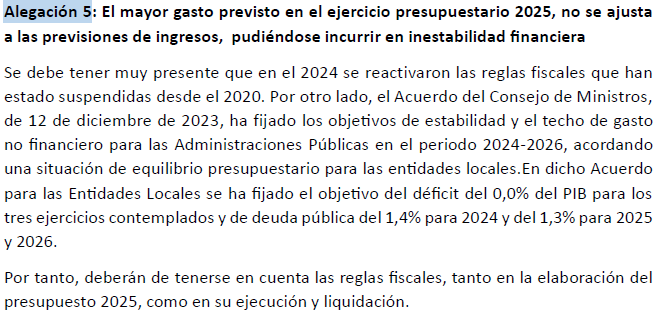 Alegación 5: El mayor gasto previsto en el ejercicio presupuestario 2025, no se ajusta
a las previsiones de ingresos, pudiéndose incurrir en inestabilidad financiera
Se debe tener muy presente que en el 2024 se reactivaron las reglas fiscales que han
estado suspendidas desde el 2020. Por otro lado, el Acuerdo del Consejo de Ministros,
de 12 de diciembre de 2023, ha fijado los objetivos de estabilidad y el techo de gasto
no financiero para las Administraciones Públicas en el periodo 2024-2026, acordando
una situación de equilibrio presupuestario para las entidades locales.En dicho Acuerdo
para las Entidades Locales se ha fijado el objetivo del déficit del 0,0% del PIB para los
tres ejercicios contemplados y de deuda pública del 1,4% para 2024 y del 1,3% para 2025
y 2026.
Por tanto, deberán de tenerse en cuenta las reglas fiscales, tanto en la elaboración del
presupuesto 2025, como en su ejecución y liquidación.